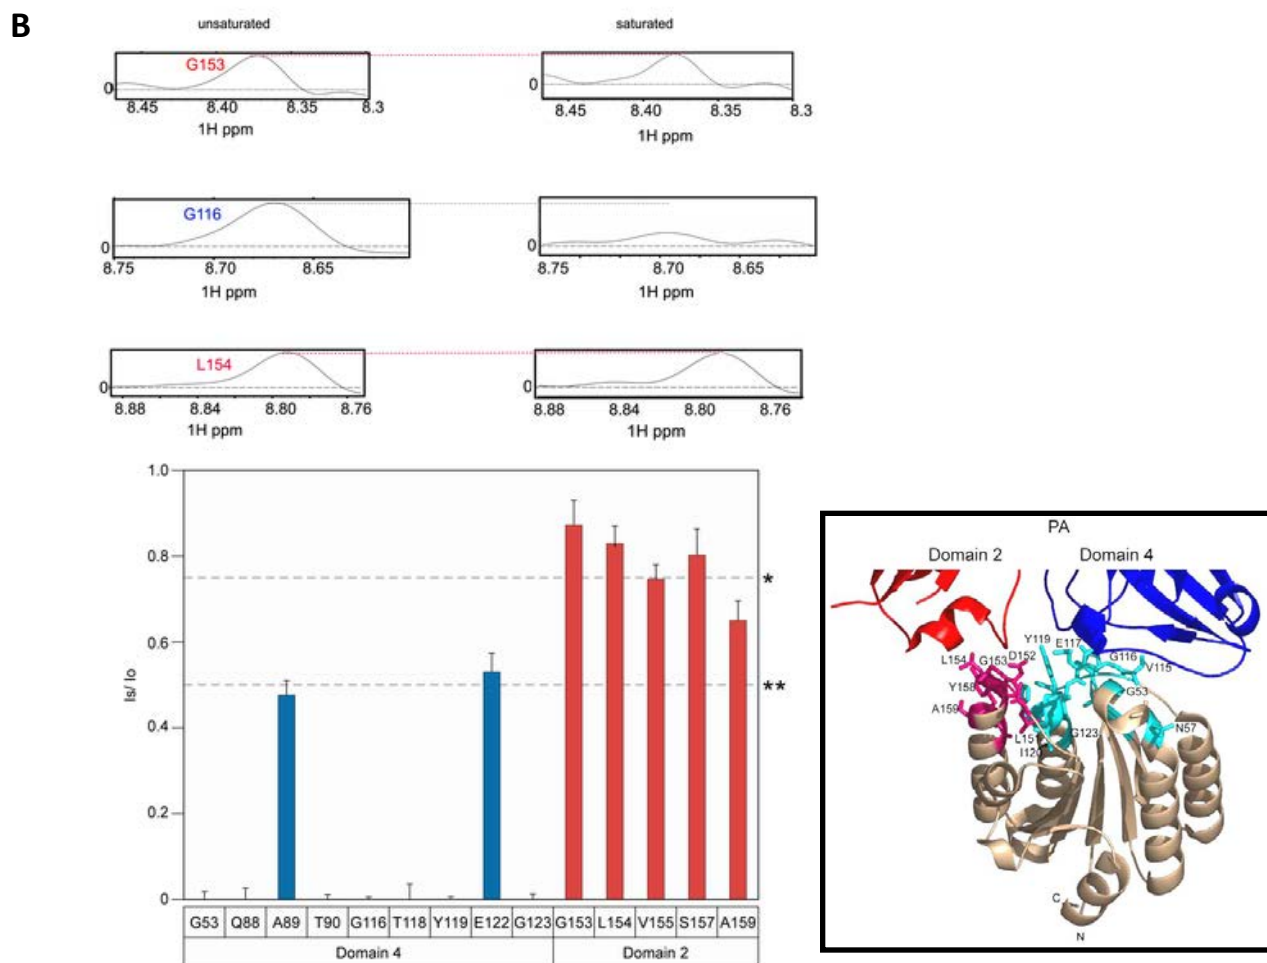 B
unsaturated
saturated
G153
0
8.45 8.40 8.35 8.3
1H ppm
0
8.45 8.40 8.35 8.3
1H ppm
G116
0
8.75 8.70 8.65
1H ppm
0
8.75 8.70 8.65
1H ppm
L154
0
8.88 8.84 8.80 8.76
1H ppm
0
8.88 8.84 8.80 8.76
1H ppm
Is/ Io
1.0
0.8
0.6
0.4
0.2
0
*
**
G53 Q88 A89 T90 G116 T118 Y119 E122 G123 G153 L154 V155 S157 A159
Domain 4 Domain 2
PA
Domain 2 Domain 4
Y119 E117
L154 G153 D152 G116
V115
Y158 G53
A159
N57
L151 G123
I120
C
N